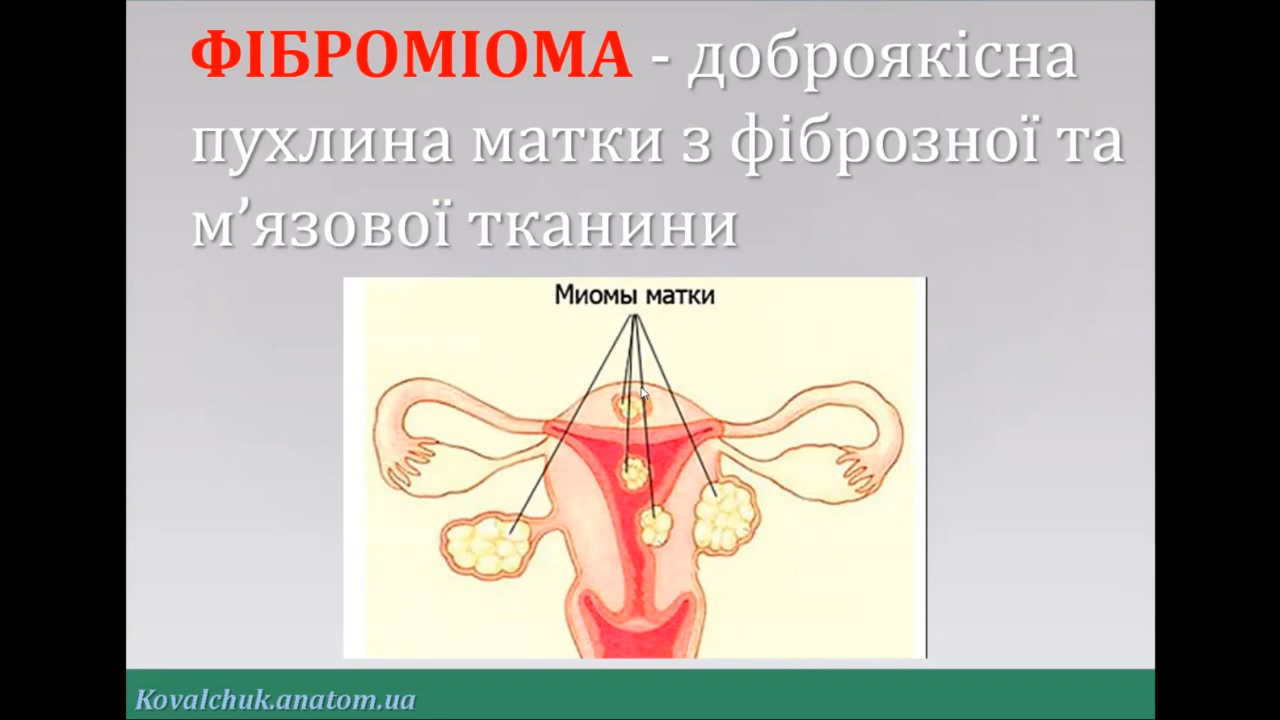 ФІБРОМІОМА - доброякісна
пухлина матки з фіброзної та
м’язової тканини
Миомы матки
Kovalchuk.anatom.ua